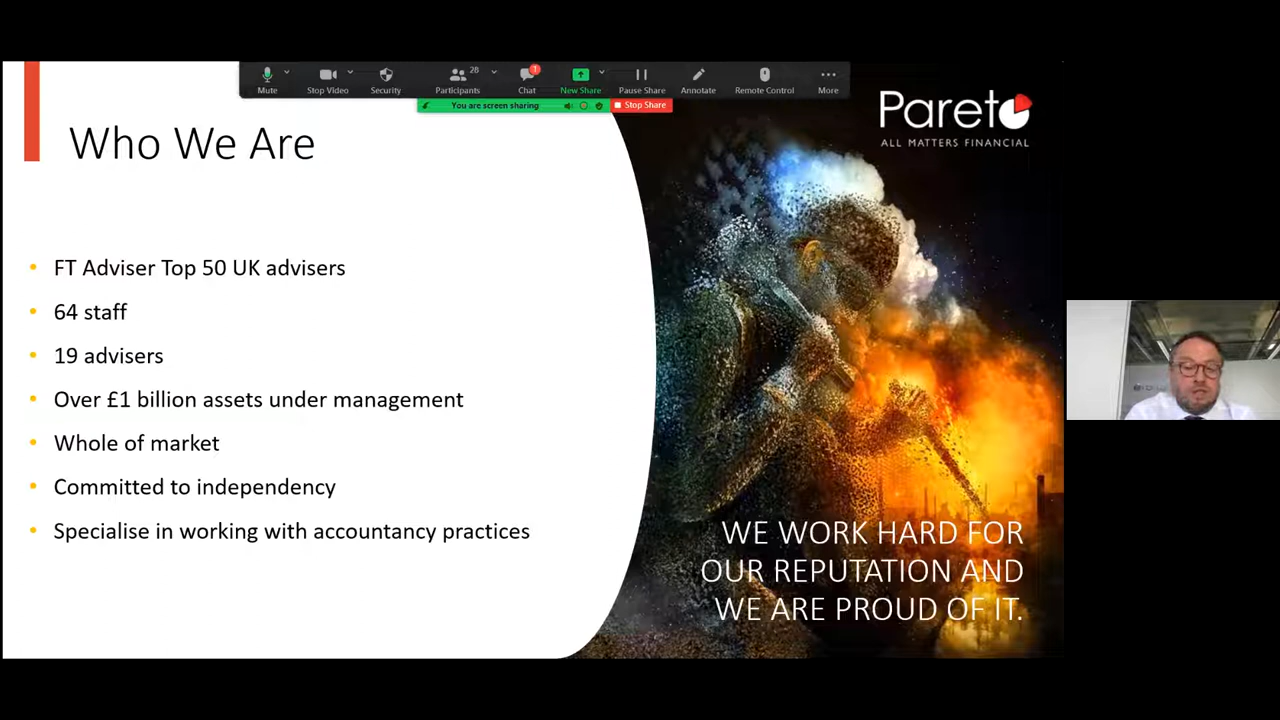 Mute
Stop Video
Security
Participants
28
Chat
New Share
Pause Share
Annotate
Remote Control
More
You are screen sharing
Stop Share
Pareto
ALL MATTERS FINANCIAL
Who We Are
• FT Adviser Top 50 UK advisers
• 64 staff
• 19 advisers
• Over £1 billion assets under management
• Whole of market
• Committed to independency
• Specialise in working with accountancy practices
WE WORK HARD FOR
OUR REPUTATION AND
WE ARE PROUD OF IT.